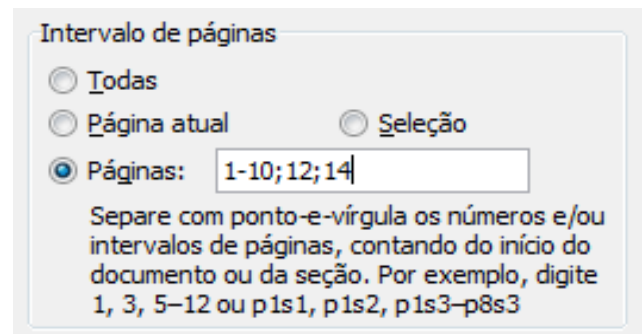 Intervalo de páginas
Todas
Página atual Seleção
Páginas: 1-10;12;14
Separe com ponto-e-vírgula os números e/ou
intervalos de páginas, contando do início do
documento ou da seção. Por exemplo, digite
1, 3, 5–12 ou p1s1, p1s2, p1s3–p8s3